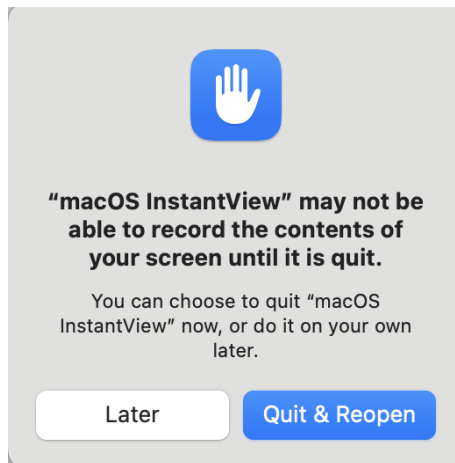 “macOS InstantView” may not be
able to record the contents of
your screen until it is quit.
You can choose to quit “macOS
InstantView” now, or do it on your own
later.
Later
Quit & Reopen